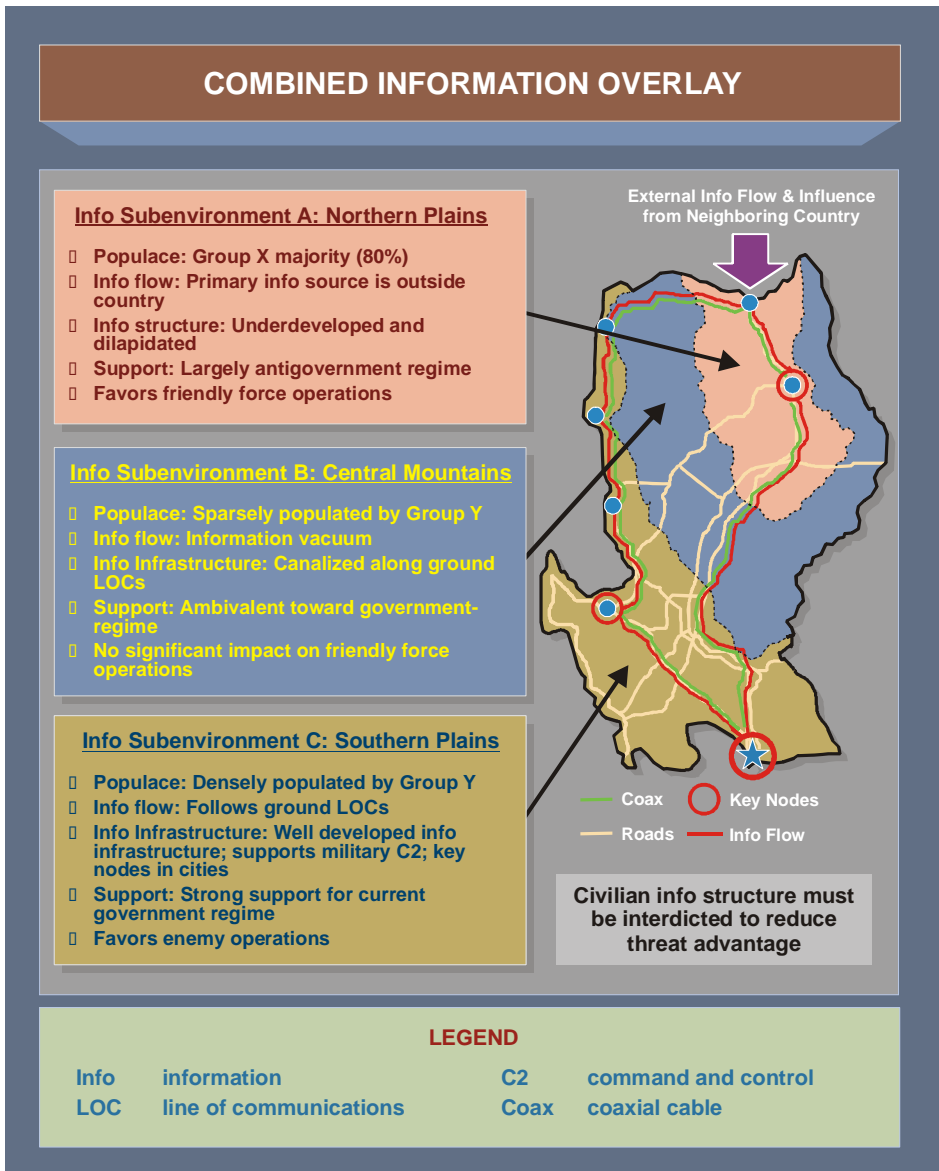 COMBINED INFORMATION OVERLAY
Info Subenvironment A: Northern Plains
Populace: Group X majority (80%)
Info flow: Primary info source is outside
country
Info structure: Underdeveloped and
dilapidated
Support: Largely antigovernment regime
Favors friendly force operations
External Info Flow & Influence
from Neighboring Country
Info Subenvironment B: Central Mountains
Populace: Sparsely populated by Group Y
Info flow: Information vacuum
Info Infrastructure: Canalized along ground
LOCs
Support: Ambivalent toward government-
regime
No significant impact on friendly force
operations
Info Subenvironment C: Southern Plains
Populace: Densely populated by Group Y
Info flow: Follows ground LOCs
Info Infrastructure: Well developed info
infrastructure; supports military C2; key
nodes in cities
Support: Strong support for current
government regime
Favors enemy operations
Coax Key Nodes
Roads Info Flow
Civilian info structure must
be interdicted to reduce
threat advantage
LEGEND
Info information C2 command and control
LOC line of communications Coax coaxial cable